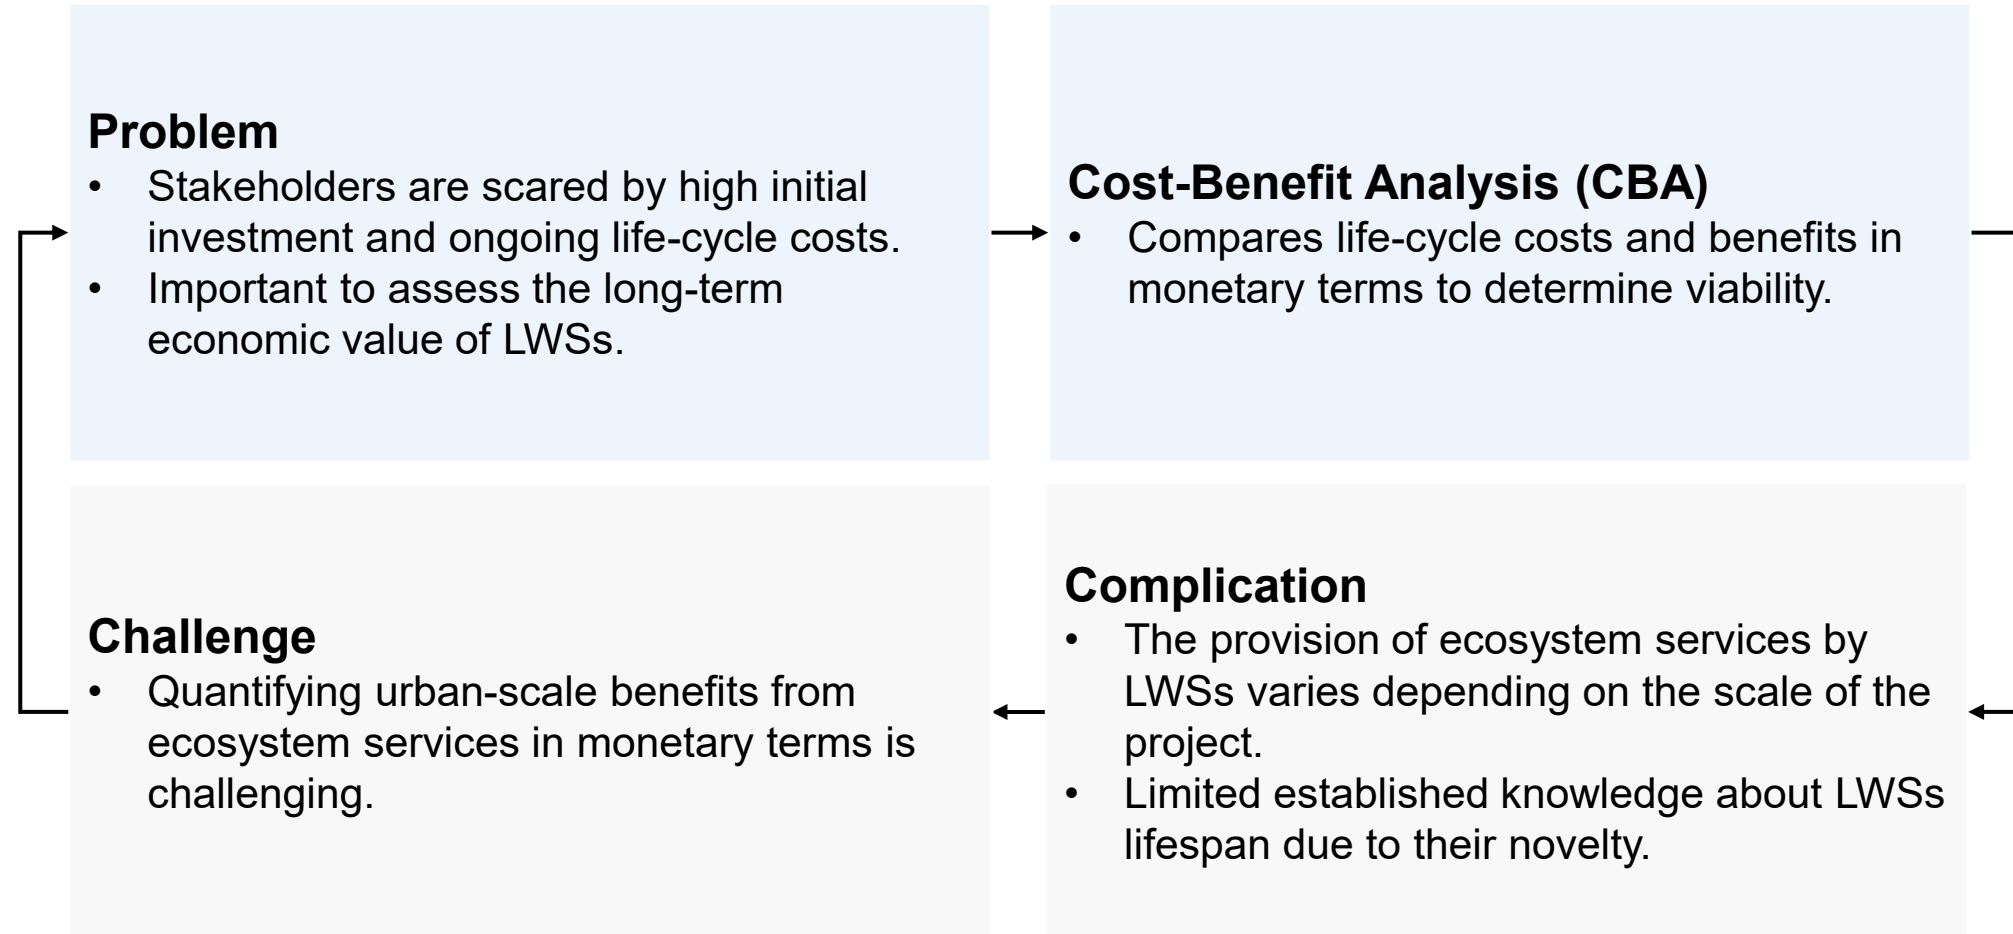 Problem
• Stakeholders are scared by high initial
investment and ongoing life-cycle costs.
• Important to assess the long-term
economic value of LWSs.
Cost-Benefit Analysis (CBA)
• Compares life-cycle costs and benefits in
monetary terms to determine viability.
Challenge
• Quantifying urban-scale benefits from
ecosystem services in monetary terms is
challenging.
Complication
• The provision of ecosystem services by
LWSs varies depending on the scale of the
project.
• Limited established knowledge about LWSs
lifespan due to their novelty.